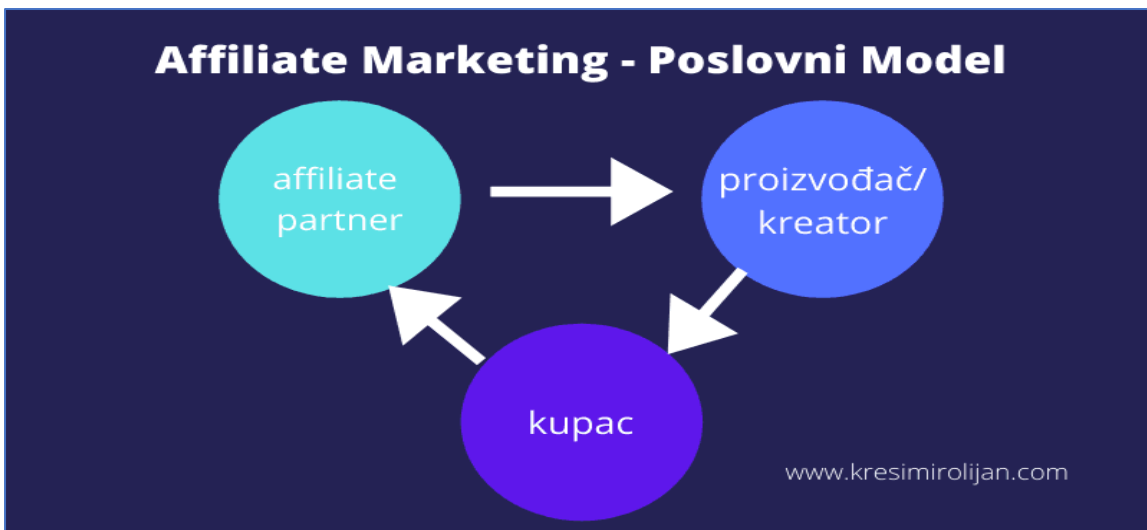 Affiliate Marketing - Poslovni Model
affiliate
partner
proizvođač/
kreator
kupac
www.kresimirolijan.com